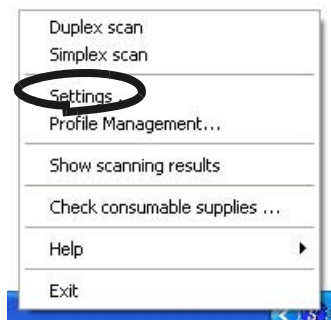 Duplex scan
Simplex scan
Settings ...
Profile Management...
Show scanning results
Check consumable supplies ...
Help
Exit